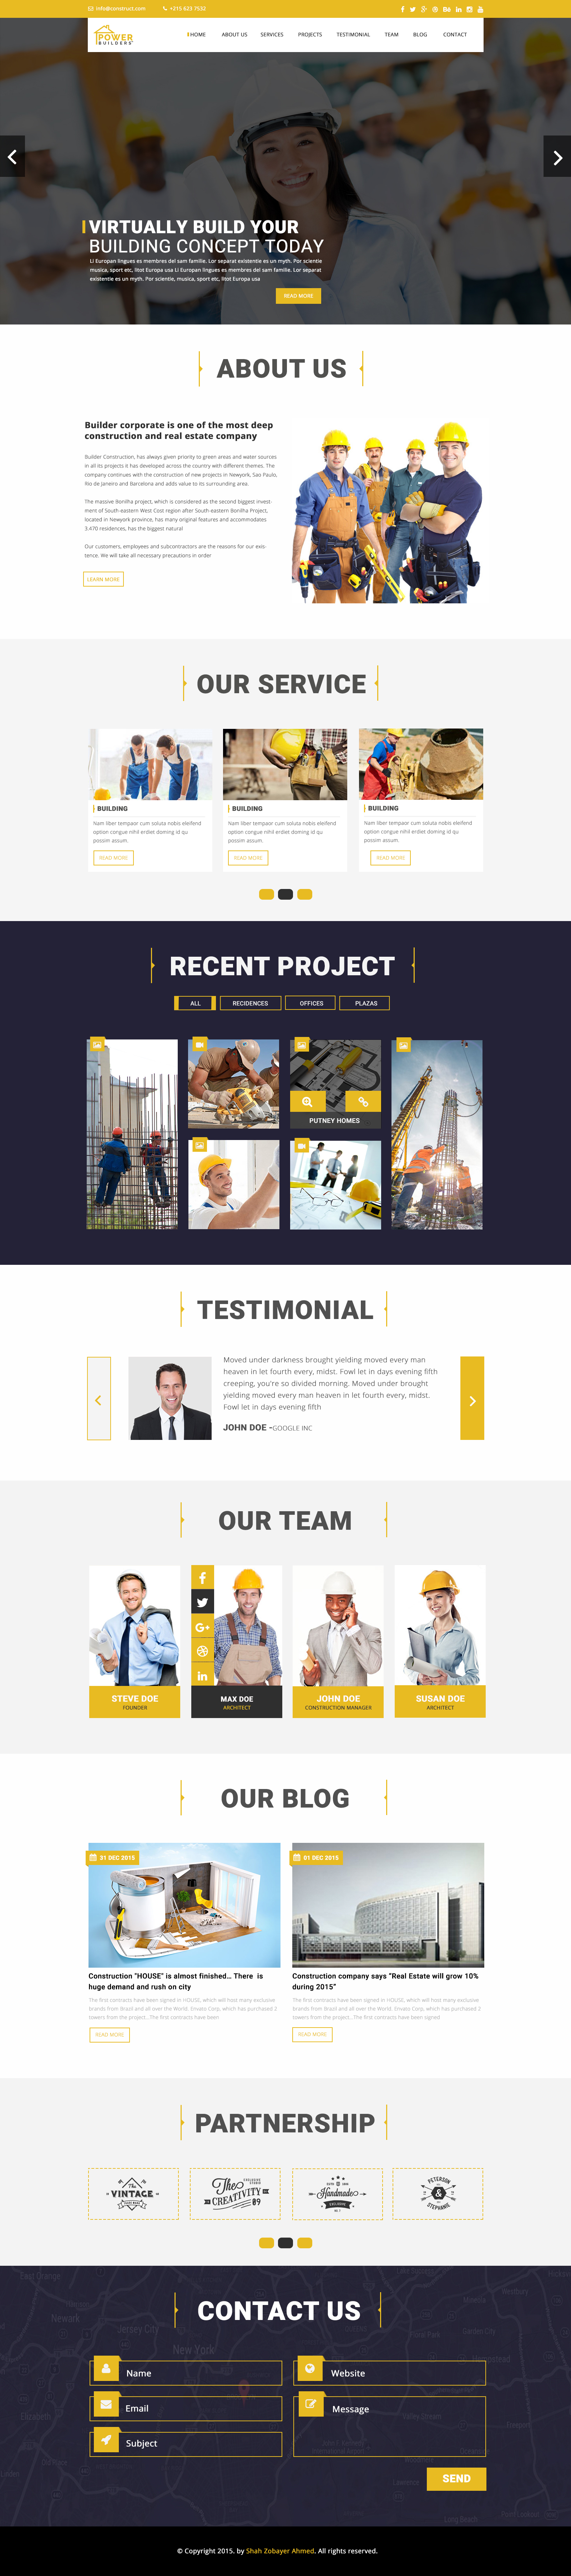 info@construct.com
+215 623 7532
POWER
BUILDERS
HOME
ABOUT US
SERVICES
PROJECTS
TESTIMONIAL
TEAM
BLOG
CONTACT
VIRTUALLY BUILD YOUR
BUILDING CONCEPT TODAY
Li Europan lingues es membres del sam familie. Lor separat existentie es un myth. Por scientie
musica, sport etc, litot Europa usa Li Europan lingues es membres del sam familie. Lor separat
existentie es un myth. Por scientie, musica, sport etc, litot Europa usa
READ MORE
ABOUT US
Builder corporate is one of the most deep
construction and real estate company
Builder Construction, has always given priority to green areas and water sources
in all its projects it has developed across the country with different themes. The
company continues with the construction of new projects in Newyork, Sao Paulo,
Rio de Janeiro and Barcelona and adds value to its surrounding area.
The massive Bonilha project, which is considered as the second biggest invest-
ment of South-eastern West Cost region after South eastern Bonilha Project,
located in Newyork province, has many original features and accommodates
3.470 residences, has the biggest natural
Our customers, employees and subcontractors are the reasons for our exis-
tence. We will take all necessary precautions in order
LEARN MORE
OUR SERVICE
BUILDING
Nam liber tempaor cum soluta nobis eleifend
option congue nihil erdiet doming id qu
possim assum.
READ MORE
BUILDING
Nam liber tempaor cum soluta nobis eleifend
option congue nihil erdiet doming id qu
possim assum.
READ MORE
BUILDING
Nam liber tempaor cum soluta nobis eleifend
option congue nihil erdiet doming id qu
possim assum.
READ MORE
RECENT PROJECT
ALL
RECIDENCES
OFFICES
PLAZAS
PUTNEY HOMES
TESTIMONIAL
Moved under darkness brought yielding moved every man
heaven in let fourth every, midst. Fowl let in days evening fifth
creeping, you're so divided morning. Moved under brought
yielding moved every man heaven in let fourth every, midst.
Fowl let in days evening fifth
JOHN DOE -GOOGLE INC
OUR TEAM
STEVE DOE
FOUNDER
MAX DOE
ARCHITECT
JOHN DOE
CONSTRUCTION MANAGER
SUSAN DOE
ARCHITECT
OUR BLOG
31 DEC 2015
Construction "HOUSE" is almost finished... There is
huge demand and rush on city
The first contracts have been signed in HOUSE, which will host many exclusive
brands from Brazil and all over the World. Envato Corp, which has purchased 2
towers from the project , The first contracts have been
READ MORE
01 DEC 2015
Construction company says "Real Estate will grow 10%
during 2015"
The first contracts have been signed in HOUSE, which will host many exclusive
brands from Brazil and all over the World. Envato Corp, which has purchased 2
towers from the project , The first contracts have been signed
READ MORE
PARTNERSHIP
The
VINTAGE
The
CREATIVITY
09
Handmade
PETERSON
&
STEPHANIE
CONTACT US
East Orange
Newark
Jersey City
New York
Elizabeth
Westbury
Garden City
Hempstead
Valley Stream
Freeport
Lawrence
Long Beach
Name
Email
Subject
Website
Message
SEND
© Copyright 2015. by Shah Zobayer Ahmed. All rights reserved.